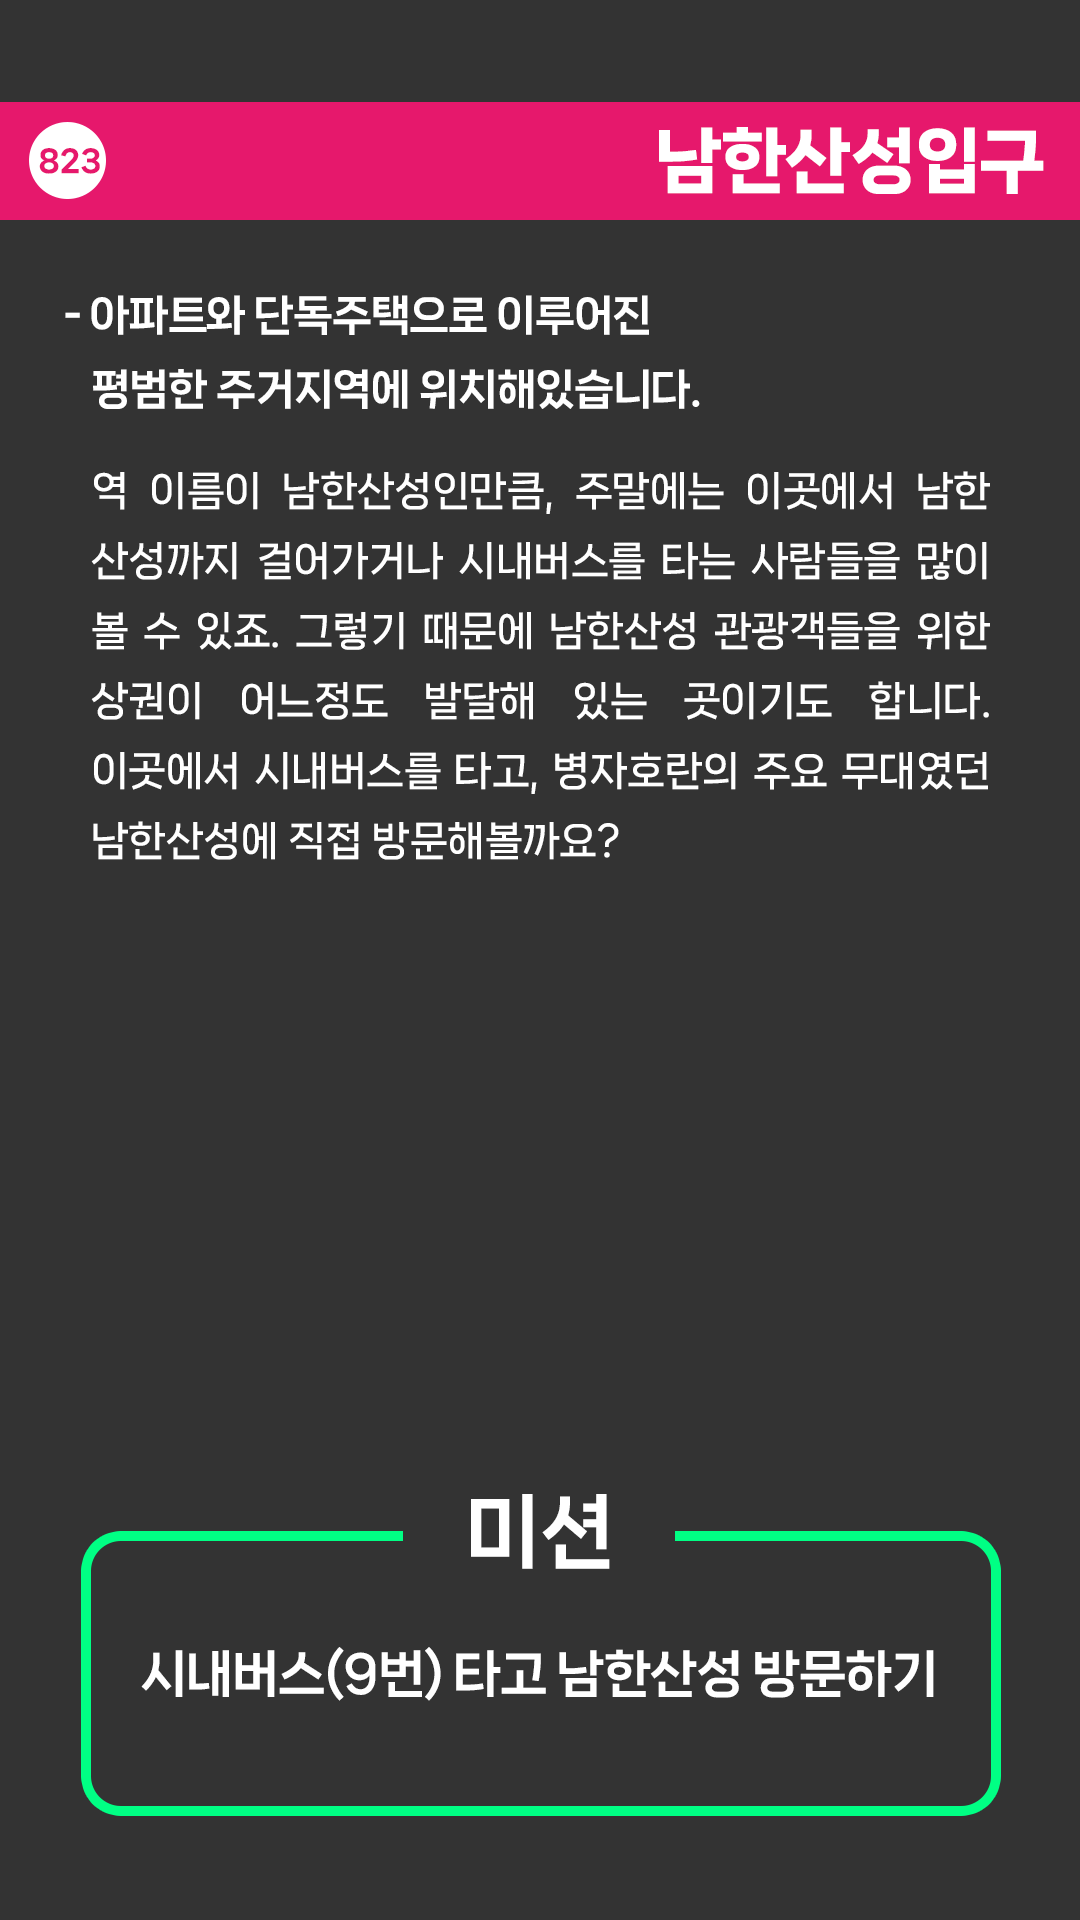 823
남한산성입구
- 아파트와 단독주택으로 이루어진
평범한 주거지역에 위치해있습니다.
역 이름이 남한산성인만큼, 주말에는 이곳에서 남한
산성까지 걸어가거나 시내버스를 타는 사람들을 많이
볼 수 있죠. 그렇기 때문에 남한산성 관광객들을 위한
상권이 어느정도 발달해 있는 곳이기도 합니다.
이곳에서 시내버스를 타고, 병자호란의 주요 무대였던
남한산성에 직접 방문해볼까요?
미션
시내버스(9번) 타고 남한산성 방문하기